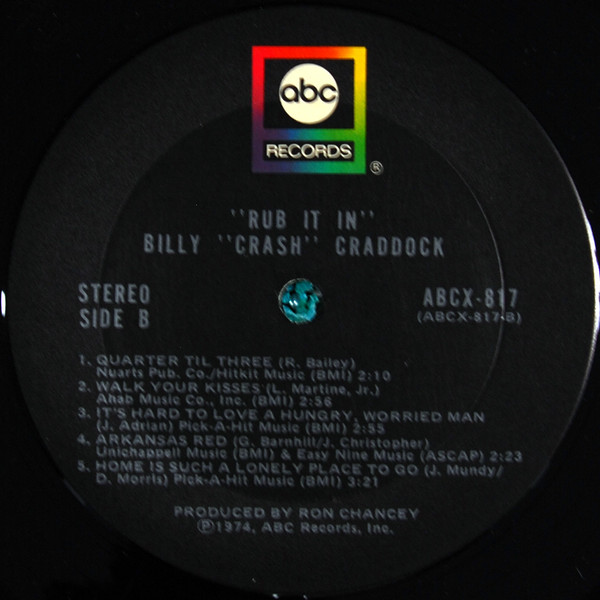 abc
RECORDS
®
"RUB IT IN"
BILLY "CRASH" CRADDOCK
STEREO
SIDE B
ABCX-817
(ABCX-817-B)
1. QUARTER TIL THREE (R. Bailey)
Nuarts Pub. Co./Hitkit Music (BMI) 2:10
2. WALK YOUR KISSES (L. Martine, Jr.)
Ahab Music Co., Inc. (BMI) 2:56
3. IT'S HARD TO LOVE A HUNGRY, WORRIED MAN
(J. Adrian) Pick-A-Hit Music (BMI) 2:55
4. ARKANSAS RED (G. Barnhill/J. Christopher)
Unichappell Music (BMI) & Easy Nine Music (ASCAP) 2:23
5. HOME IS SUCH A LONELY PLACE TO GO (J. Mundy/
D. Morris) Pick-A-Hit Music (BMI) 3:21
PRODUCED BY RON CHANCEY
℗1974, ABC Records, Inc.